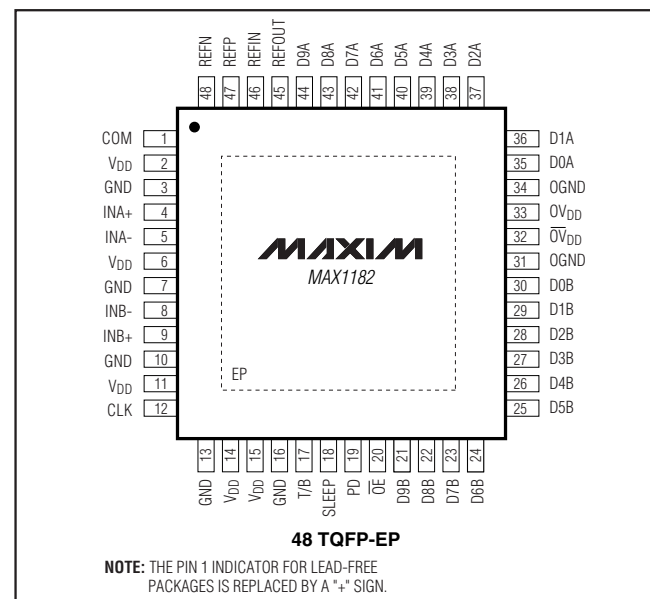 REFN
REFP
REFIN
REFOUT
D9A
D8A
D7A
D6A
D5A
D4A
D3A
D2A
48
47
46
45
44
43
42
41
40
39
38
37
COM 1
VDD 2
GND 3
INA+ 4
INA- 5
VDD 6
GND 7
INB- 8
INB+ 9
GND 10
VDD 11
CLK 12
MAXIM
MAX1182
EP
36 D1A
35 D0A
34 OGND
33 OVDD
32 O̅V̅DD
31 OGND
30 D0B
29 D1B
28 D2B
27 D3B
26 D4B
25 D5B
13
14
15
16
17
18
19
20
21
22
23
24
GND
VDD
VDD
GND
T/B
SLEEP
PD
O̅E̅
D9B
D8B
D7B
D6B
48 TQFP-EP
NOTE: THE PIN 1 INDICATOR FOR LEAD-FREE
PACKAGES IS REPLACED BY A "+" SIGN.